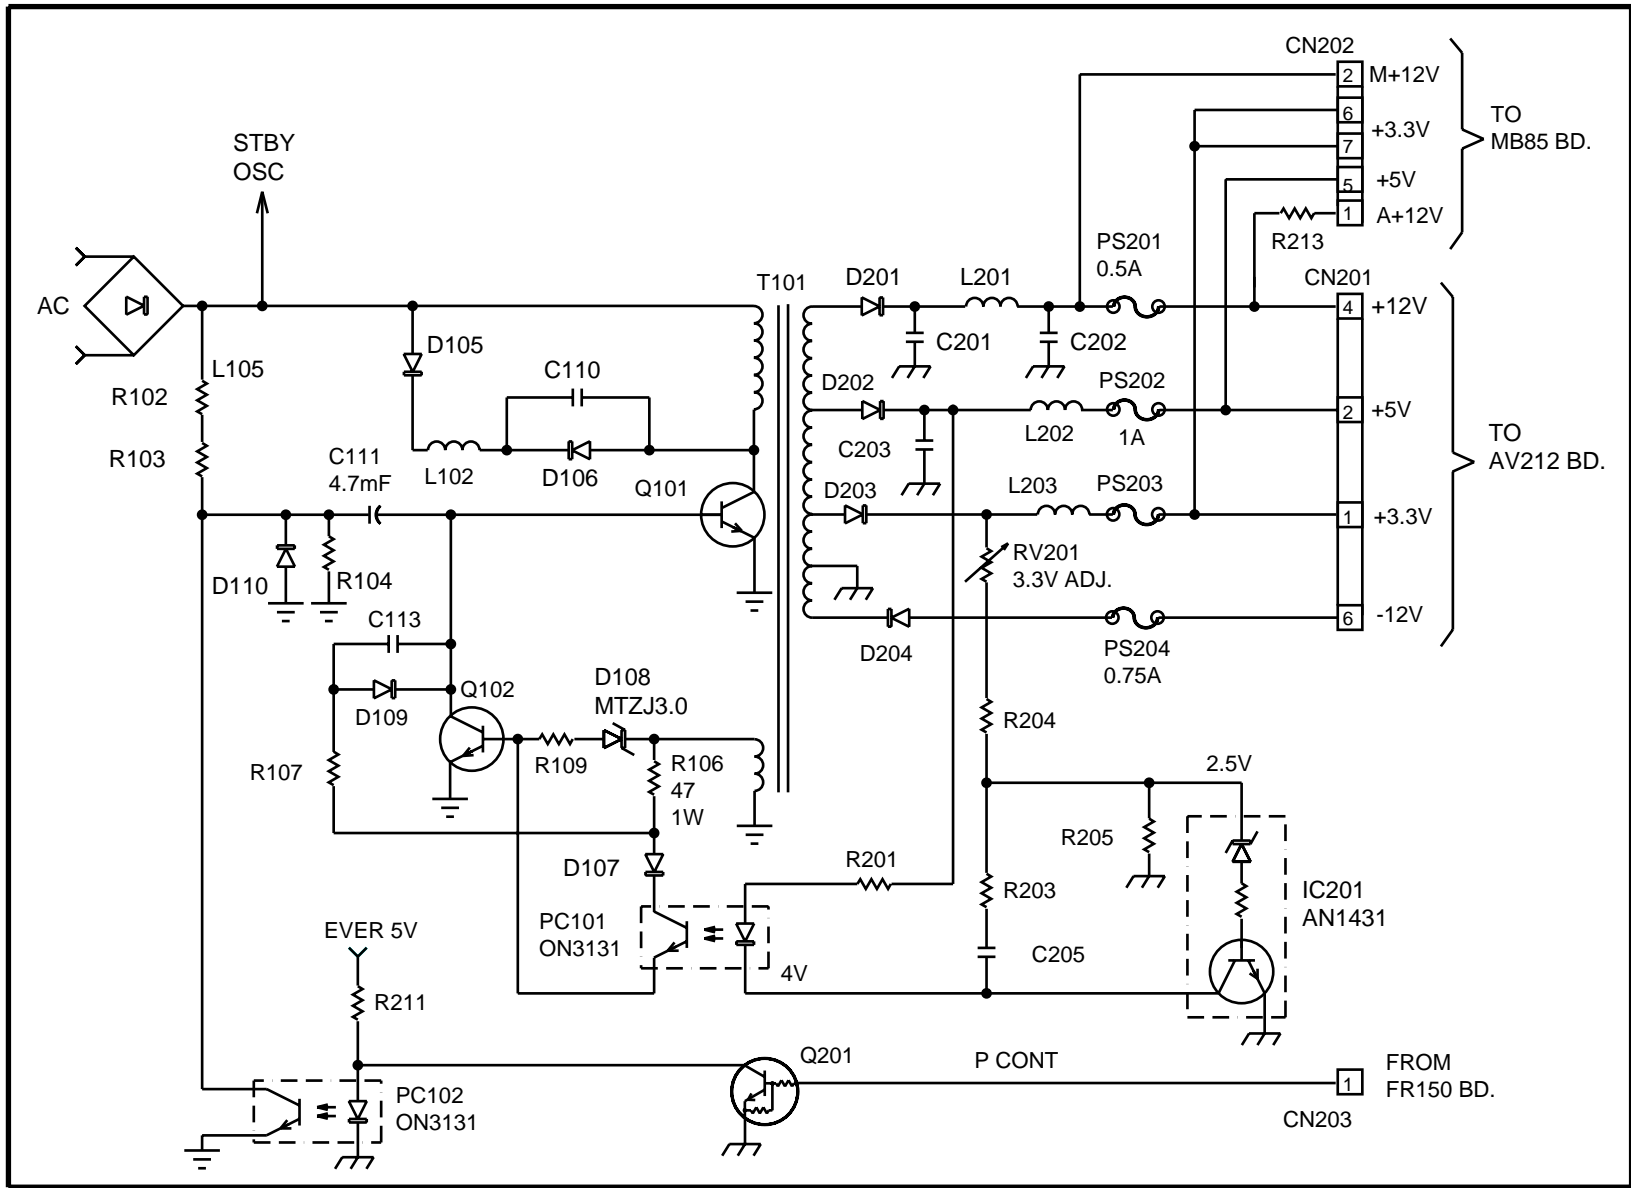 CN202
2 M+12V
6
+3.3V
7
5 +5V
1 A+12V
TO
MB85 BD.
R213
STBY
OSC
AC
T101
D201
L201
PS201
0.5A
CN201
4 +12V
C201
C202
L105
R102
R103
D105
C110
L102
D106
D202
C203
L202
PS202
1A
2 +5V
TO
AV212 BD.
C111
4.7mF
Q101
D203
L203
PS203
1 +3.3V
D110
R104
RV201
3.3V ADJ.
C113
D109
Q102
D204
PS204
0.75A
6 -12V
D108
MTZJ3.0
R107
R109
R106
47
1W
R204
2.5V
R205
D107
R201
R203
IC201
AN1431
PC101
ON3131
4V
C205
EVER 5V
R211
PC102
ON3131
Q201
P CONT
1
CN203
FROM
FR150 BD.